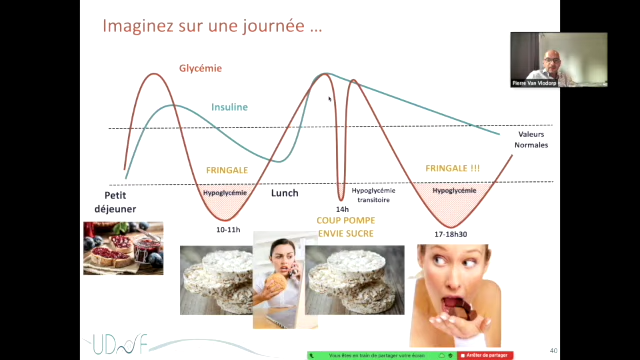 Imaginez sur une journée ...
Pierre Van Vlodorp
Glycémie
Insuline
Valeurs
Normales
FRINGALE
FRINGALE !!!
Hypoglycémie
Lunch
Hypoglycémie
transitoire
Hypoglycémie
Petit
déjeuner
14h
10-11h
COUP POMPE
ENVIE SUCRE
17-18h30
UD
F
40
Vous êtes en train de partager votre écran
Arrêter de partager